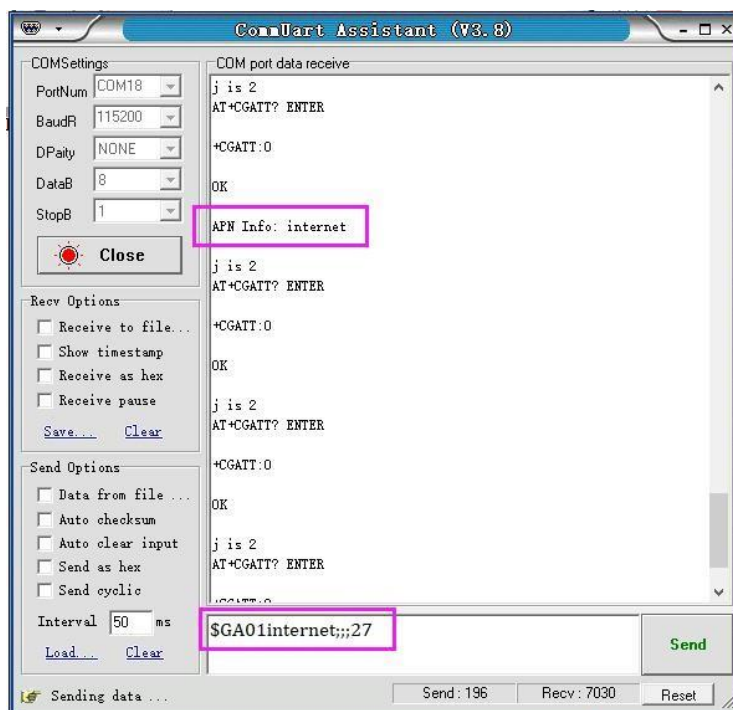 CommUart Assistant (V3.8)
COMSettings
PortNum COM18
BaudR 115200
DPaity NONE
DataB 8
StopB 1
Close
Recv Options
Receive to file...
Show timestamp
Receive as hex
Receive pause
Save... Clear
Send Options
Data from file ...
Auto checksum
Auto clear input
Send as hex
Send cyclic
Interval 50 ms
Load... Clear
COM port data receive
j is 2
AT+CGATT? ENTER
+CGATT:0
OK
APN Info: internet
j is 2
AT+CGATT? ENTER
+CGATT:0
OK
j is 2
AT+CGATT? ENTER
+CGATT:0
OK
j is 2
AT+CGATT? ENTER
$GA01internet;;;27
Send
Sending data ...
Send : 196
Recv : 7030
Reset